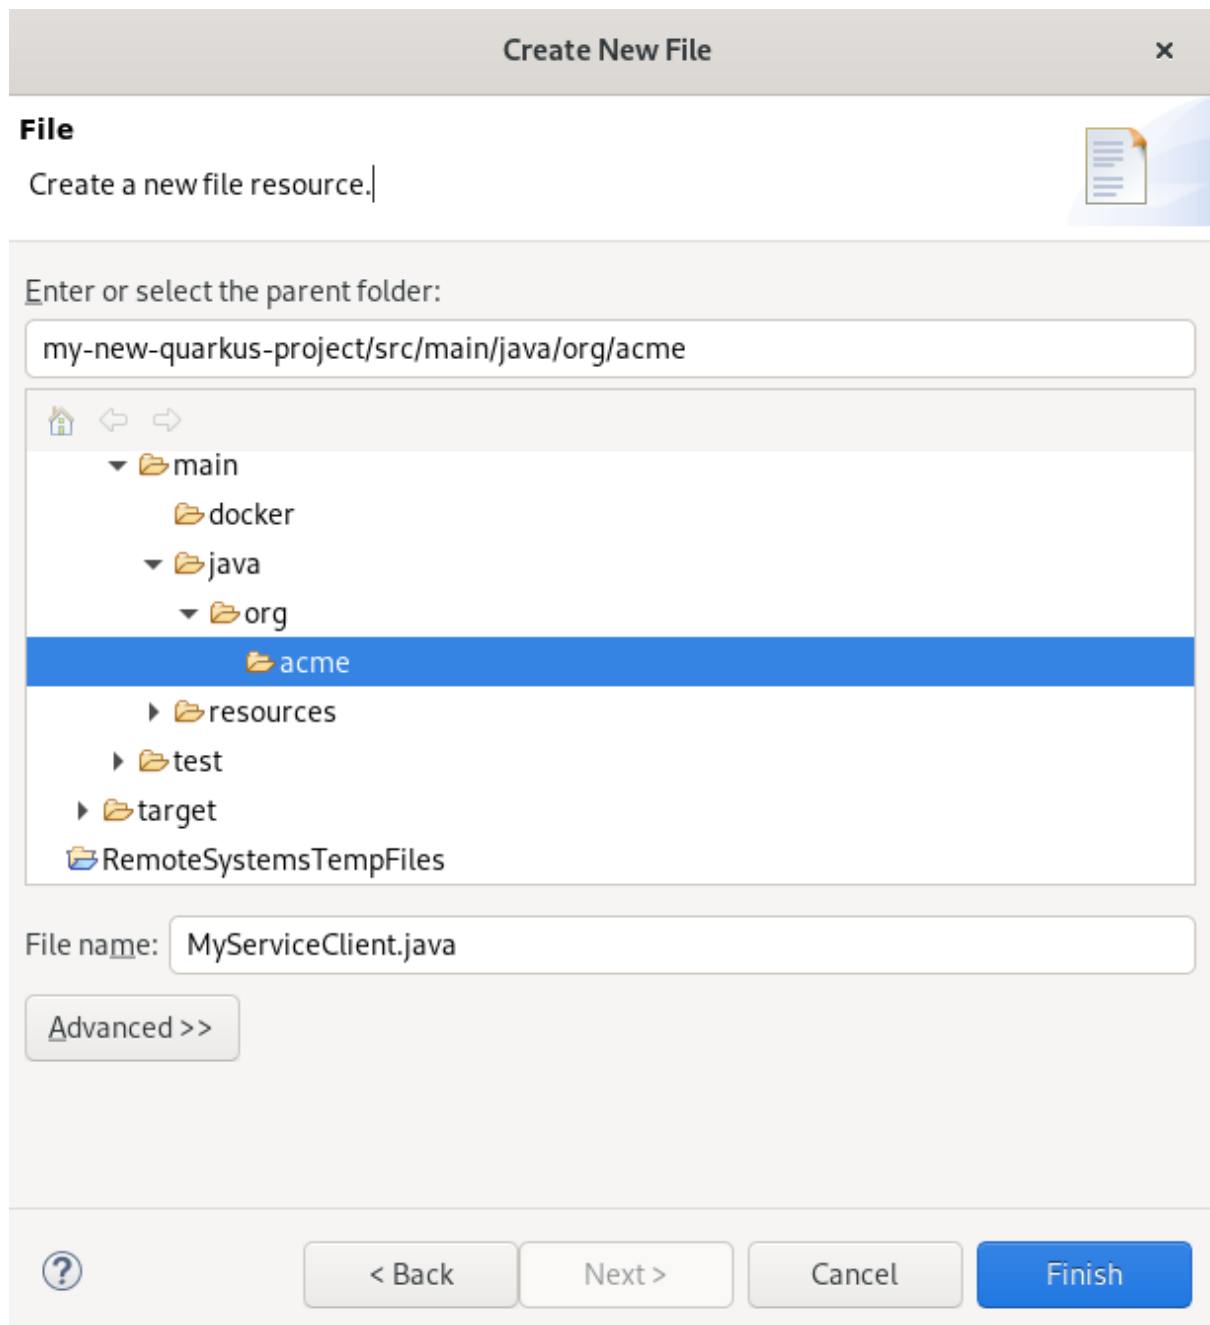 Create New File
File
Create a new file resource.
Enter or select the parent folder:
my-new-quarkus-project/src/main/java/org/acme
main
docker
java
org
acme
resources
test
target
RemoteSystemsTempFiles
File name: MyServiceClient.java
Advanced >>
< Back Next > Cancel Finish